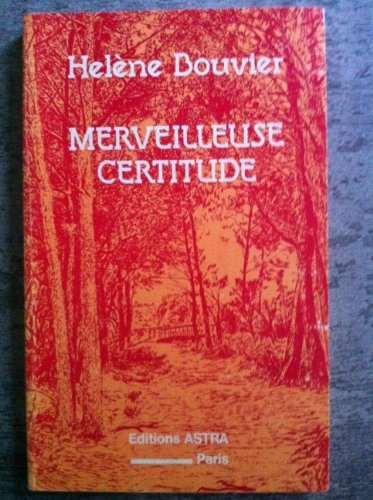 Helène Bouvier
MERVEILLEUSE
CERTITUDE
Editions ASTRA
Paris